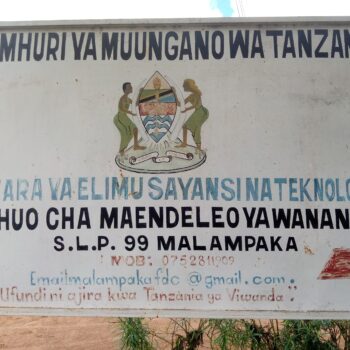 MHURI YA MUUNGANO WA TANZAN
ARA YA ELIMU SAYANSI NA TEKNOLO
HUO CHA MAENDELEO YA WANAN
S.L.P. 99 MALAMPAKA
MOB: 0752811909
Email malampakafdc @gmail.com.
"Ufundi ni ajira kwa Tanzania ya Viwanda".